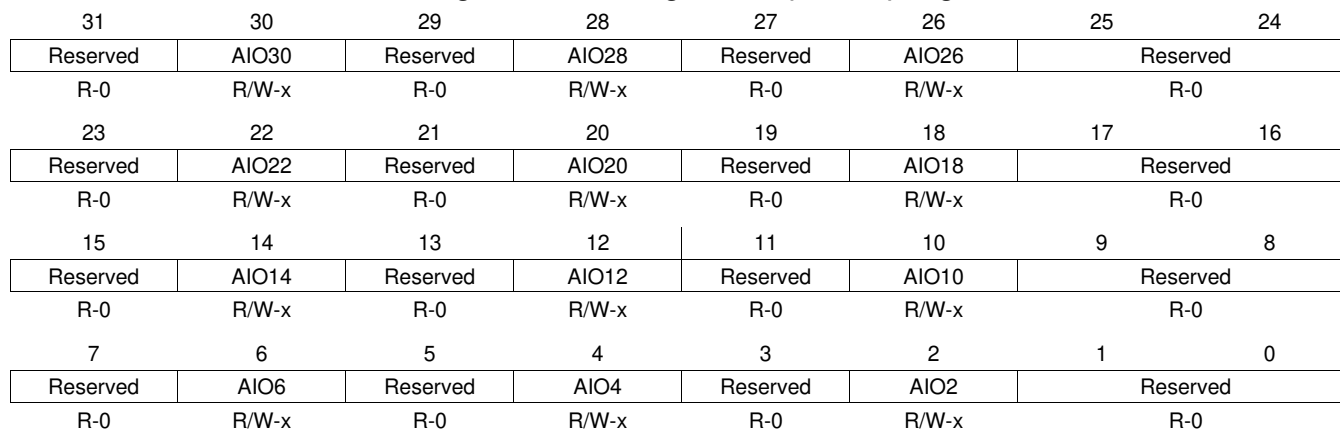 31 30 29 28 27 26 25 24
Reserved AIO30 Reserved AIO28 Reserved AIO26 Reserved
R-0 R/W-x R-0 R/W-x R-0 R/W-x R-0
23 22 21 20 19 18 17 16
Reserved AIO22 Reserved AIO20 Reserved AIO18 Reserved
R-0 R/W-x R-0 R/W-x R-0 R/W-x R-0
15 14 13 12 11 10 9 8
Reserved AIO14 Reserved AIO12 Reserved AIO10 Reserved
R-0 R/W-x R-0 R/W-x R-0 R/W-x R-0
7 6 5 4 3 2 1 0
Reserved AIO6 Reserved AIO4 Reserved AIO2 Reserved
R-0 R/W-x R-0 R/W-x R-0 R/W-x R-0